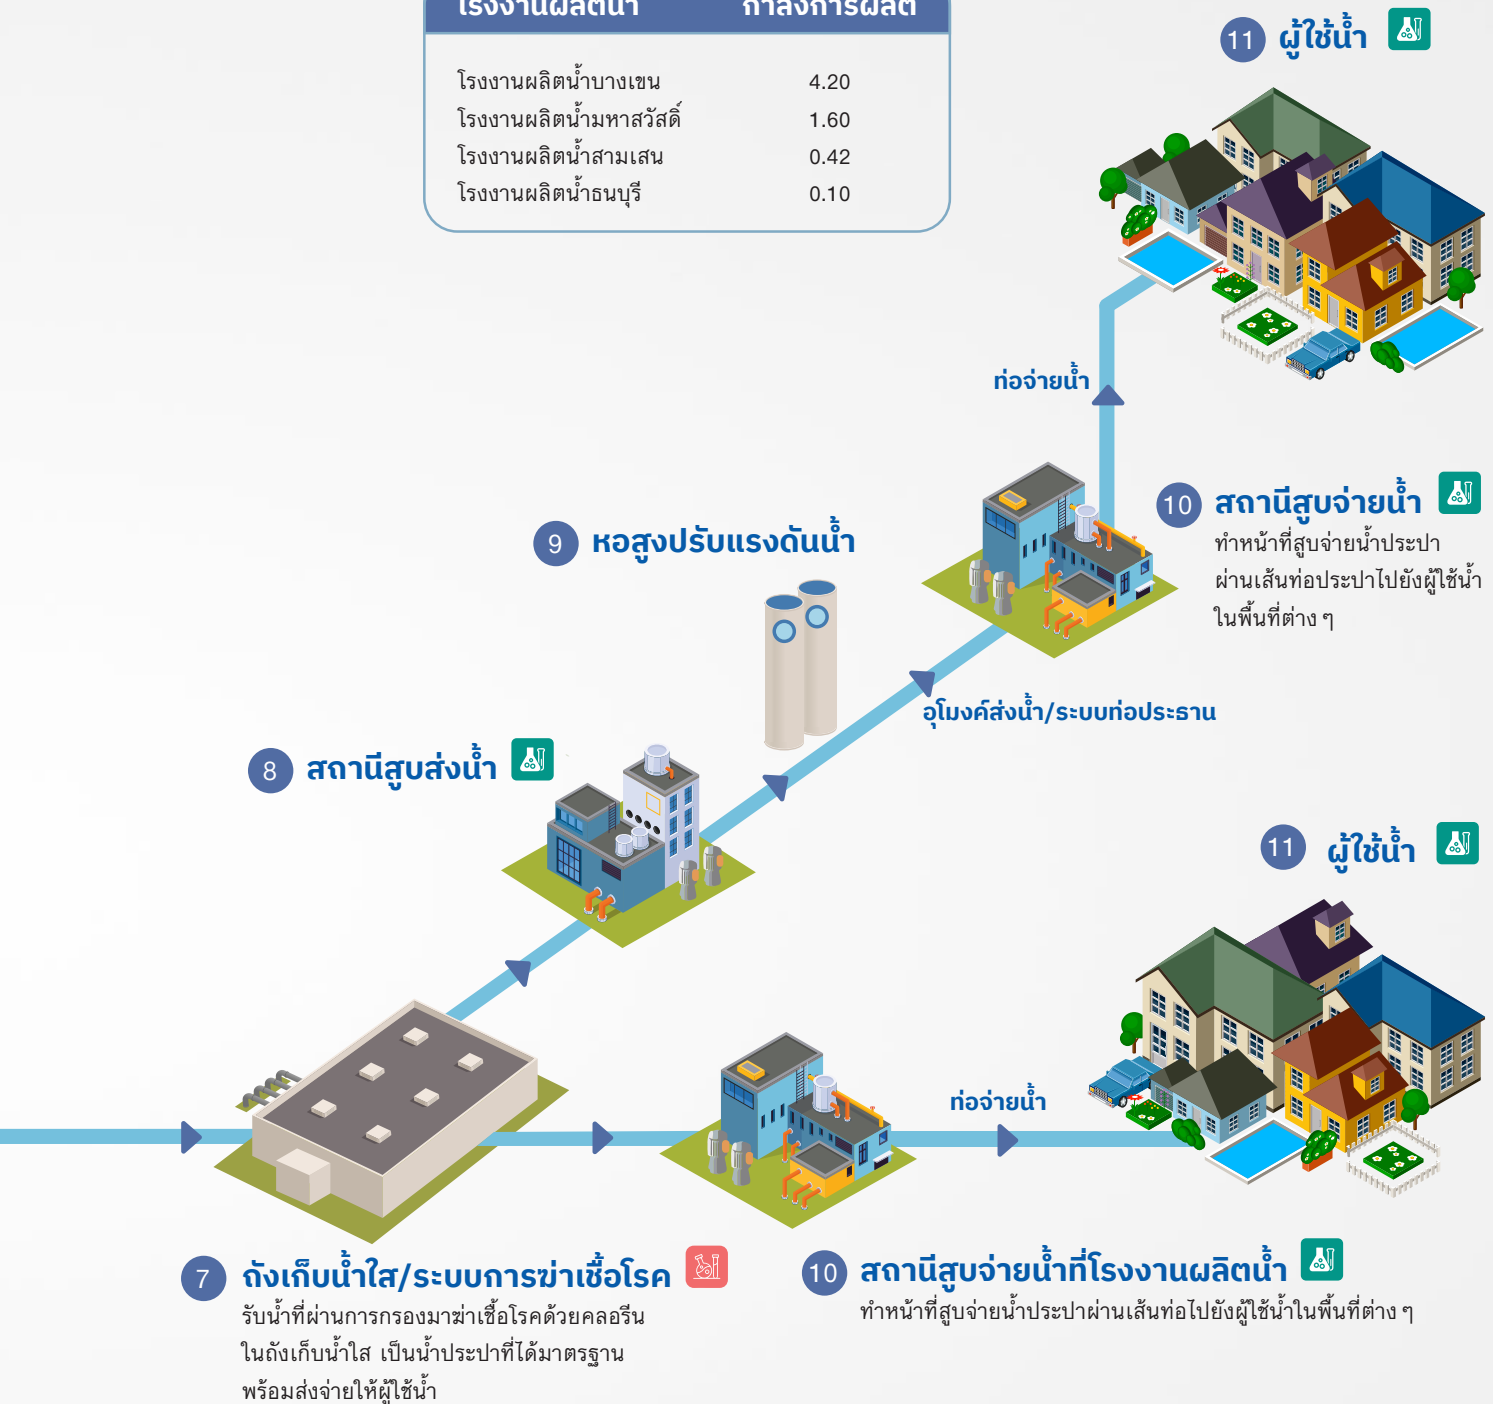 โรงงานผลิตน้ำ กำลังการผลิต
โรงงานผลิตน้ำบางเขน 4.20
โรงงานผลิตน้ำมหาสวัสดิ์ 1.60
โรงงานผลิตน้ำสามเสน 0.42
โรงงานผลิตน้ำธนบุรี 0.10
11 ผู้ใช้น้ำ
ท่อจ่ายน้ำ
10 สถานีสูบจ่ายน้ำ
ทำหน้าที่สูบจ่ายน้ำประปา
ผ่านเส้นท่อประปาไปยังผู้ใช้น้ำ
ในพื้นที่ต่าง ๆ
9 หอสูงปรับแรงดันน้ำ
อุโมงค์ส่งน้ำ/ระบบท่อประธาน
8 สถานีสูบส่งน้ำ
11 ผู้ใช้น้ำ
ท่อจ่ายน้ำ
7 ถังเก็บน้ำใส/ระบบการฆ่าเชื้อโรค
รับน้ำที่ผ่านการกรองมาฆ่าเชื้อโรคด้วยคลอรีน
ในถังเก็บน้ำใส เป็นน้ำประปาที่ได้มาตรฐาน
พร้อมส่งจ่ายให้ผู้ใช้น้ำ
10 สถานีสูบจ่ายน้ำที่โรงงานผลิตน้ำ
ทำหน้าที่สูบจ่ายน้ำประปาผ่านเส้นท่อไปยังผู้ใช้น้ำในพื้นที่ต่าง ๆ